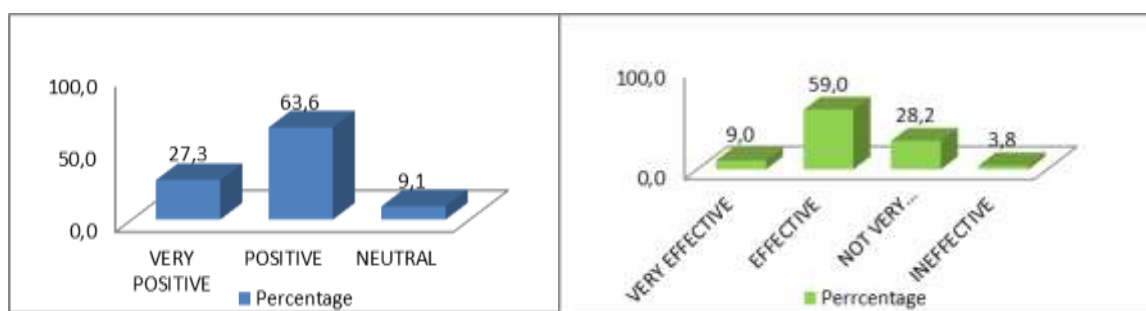 100,0
50,0
0,0
27,3
63,6
9,1
VERY
POSITIVE
POSITIVE
NEUTRAL
Percentage
100,0
0,0
9,0
59,0
28,2
3,8
VERY EFFECTIVE
EFFECTIVE
NOT VERY...
INEFFECTIVE
Perrcentage